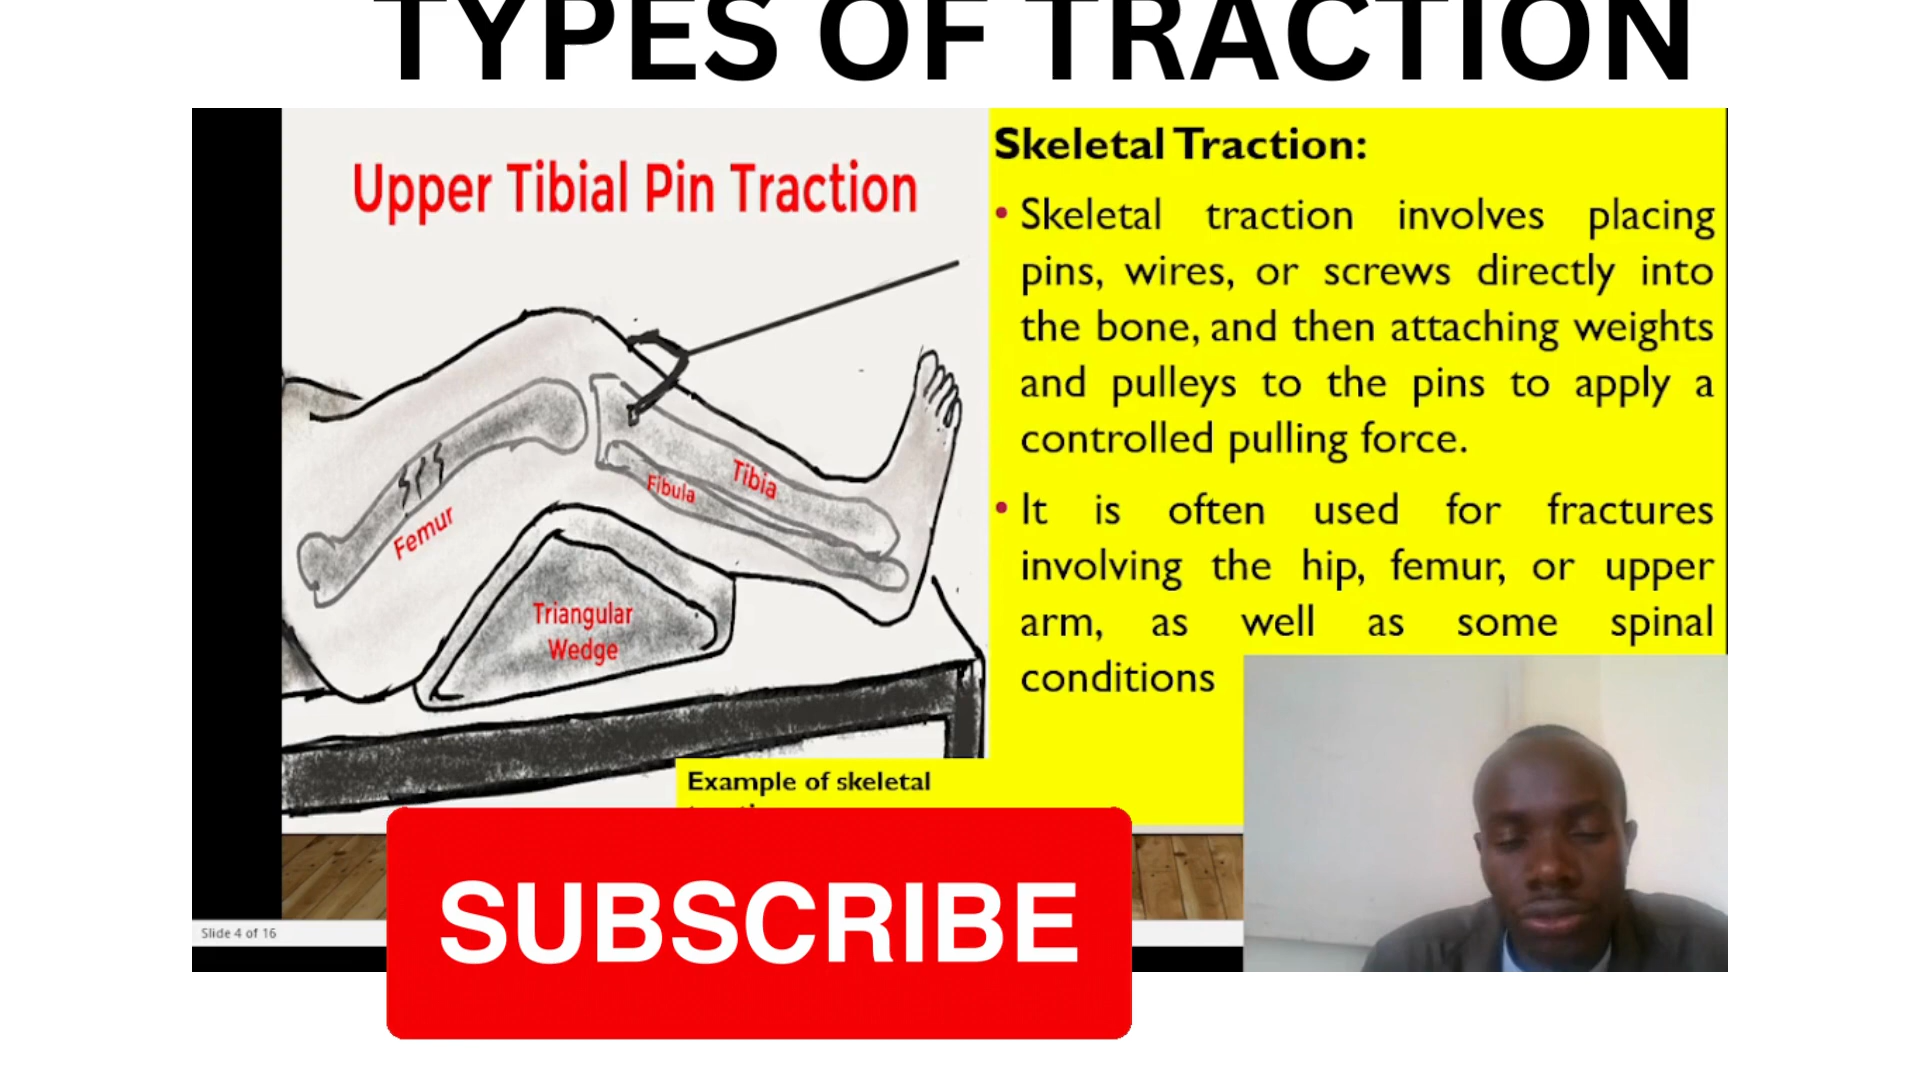 TYPES OF TRACTION
Upper Tibial Pin Traction
Femur
Fibula
Tibia
Triangular
Wedge
Skeletal Traction:
• Skeletal traction involves placing
pins, wires, or screws directly into
the bone, and then attaching weights
and pulleys to the pins to apply a
controlled pulling force.
• It is often used for fractures
involving the hip, femur, or upper
arm, as well as some spinal
conditions
Example of skeletal
SUBSCRIBE
Slide 4 of 16